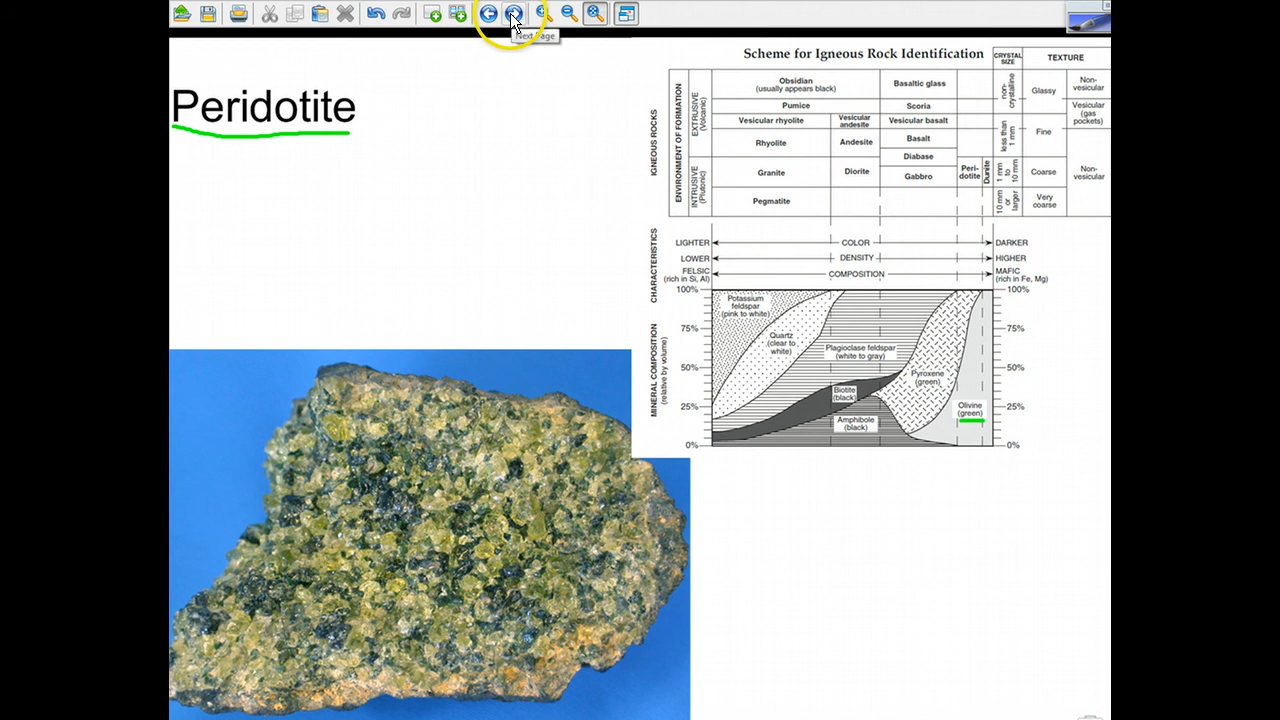 Next Page
Peridotite
Scheme for Igneous Rock Identification
CRYSTAL
SIZE
TEXTURE
IGNEOUS ROCKS
ENVIRONMENT OF FORMATION
EXTRUSIVE
(Volcanic)
INTRUSIVE
(Plutonic)
Obsidian
(usually appears black)
Basaltic glass
non-
crystalline
Glassy
Non-
vesicular
Pumice
Scoria
Vesicular
(gas
pockets)
Vesicular rhyolite
Vesicular
andesite
Vesicular basalt
less than
1 mm
Fine
Rhyolite
Andesite
Basalt
Diabase
Granite
Diorite
Gabbro
Peri-
dotite
Dunite
1 mm
to
10 mm
Coarse
Non-
vesicular
Pegmatite
10 mm
or
larger
Very
coarse
CHARACTERISTICS
LIGHTER
COLOR
DARKER
LOWER
DENSITY
HIGHER
FELSIC
(rich in Si, Al)
COMPOSITION
MAFIC
(rich in Fe, Mg)
MINERAL COMPOSITION
(relative by volume)
100%
75%
50%
25%
0%
Potassium
feldspar
(pink to white)
Quartz
(clear to
white)
Plagioclase feldspar
(white to gray)
Pyroxene
(green)
Biotite
(black)
Amphibole
(black)
Olivine
(green)
100%
75%
50%
25%
0%